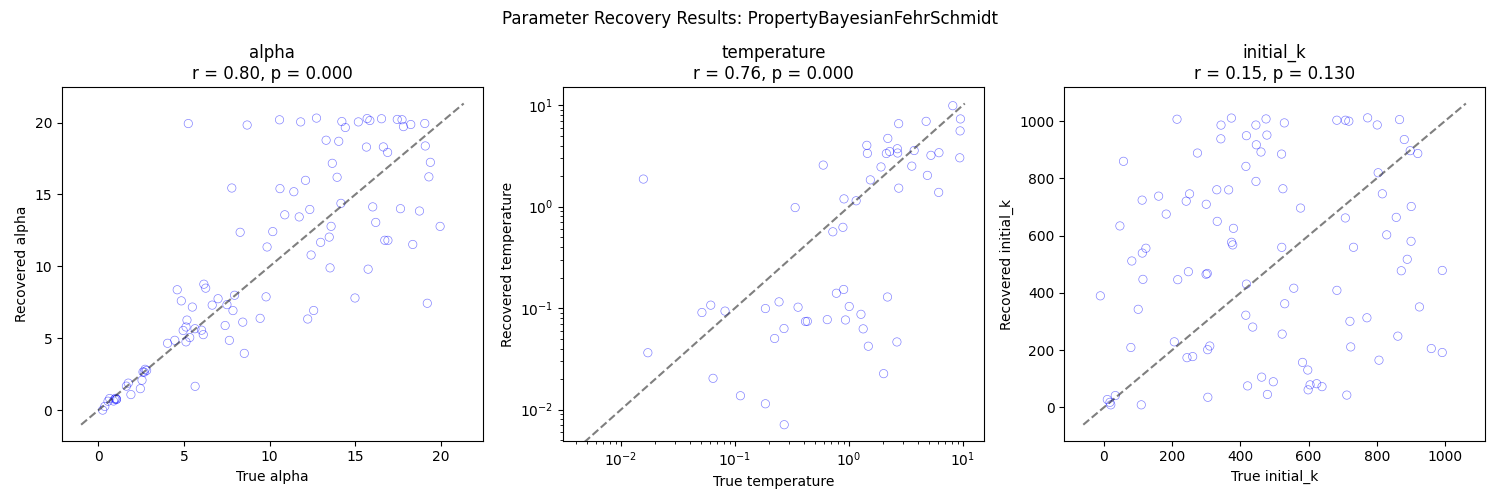 Parameter Recovery Results: PropertyBayesianFehrSchmidt
alpha
r = 0.80, p = 0.000
Recovered alpha
20
15
10
5
0
0 5 10 15 20
True alpha
temperature
r = 0.76, p = 0.000
Recovered temperature
10¹
10⁰
10⁻¹
10⁻²
10⁻² 10⁻¹ 10⁰ 10¹
True temperature
initial_k
r = 0.15, p = 0.130
Recovered initial_k
1000
800
600
400
200
0
0 200 400 600 800 1000
True initial_k